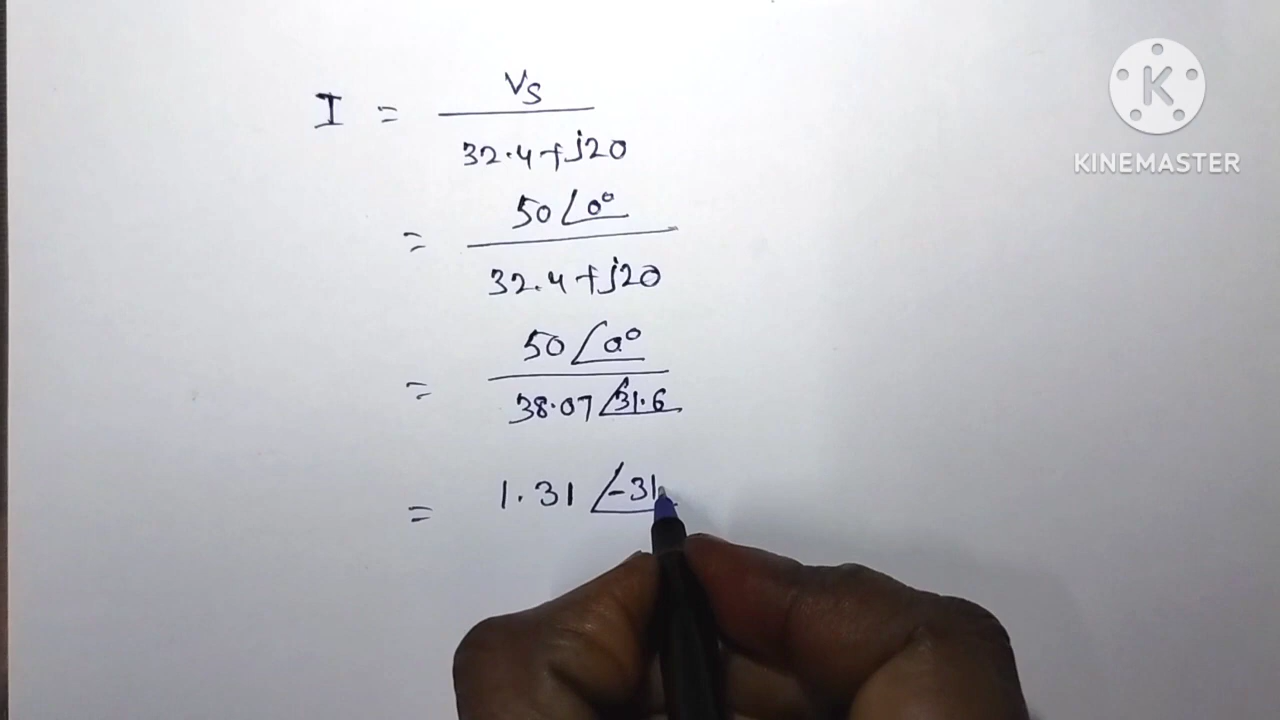 I = Vs / 32.4 + j20
= 50∠0° / 32.4 + j20
= 50∠0° / 38.07∠31.6
= 1.31∠-31
K
KINEMASTER